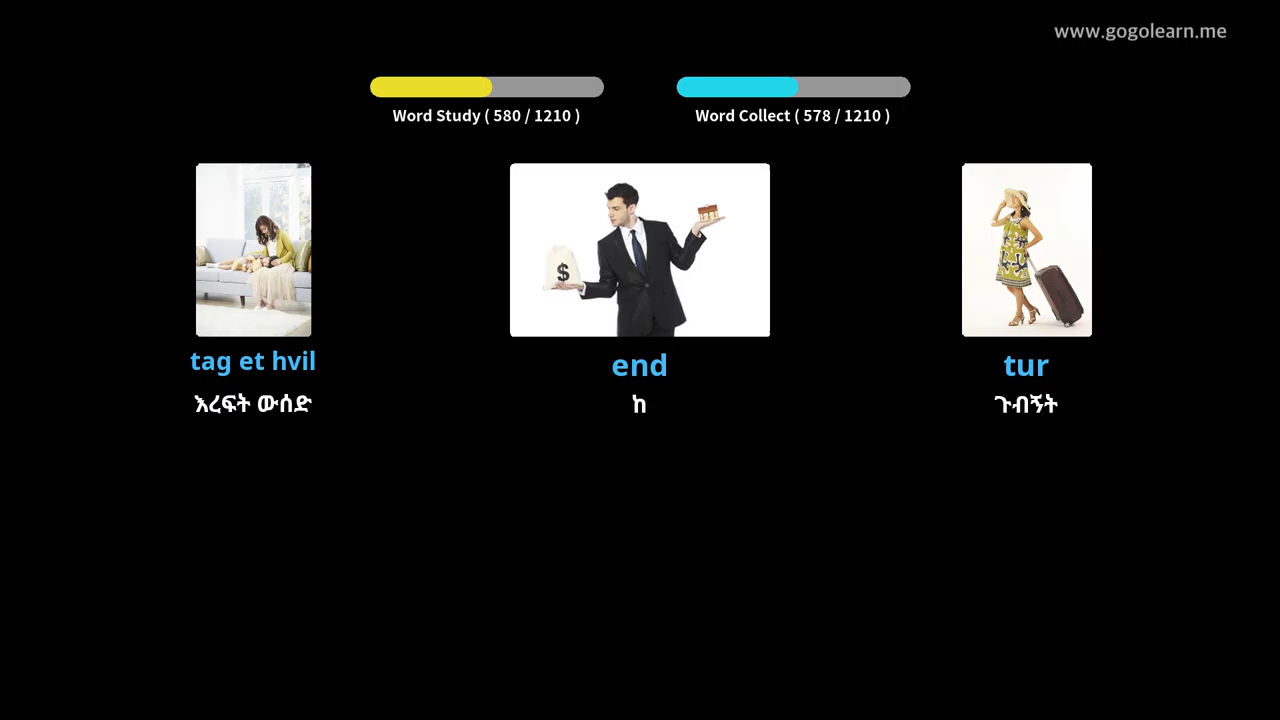 www.gogolearn.me
Word Study ( 580 / 1210 )
Word Collect ( 578 / 1210 )
$
tag et hvil
end
tur
እረፍት ውሰድ
ከ
ጉብኝት